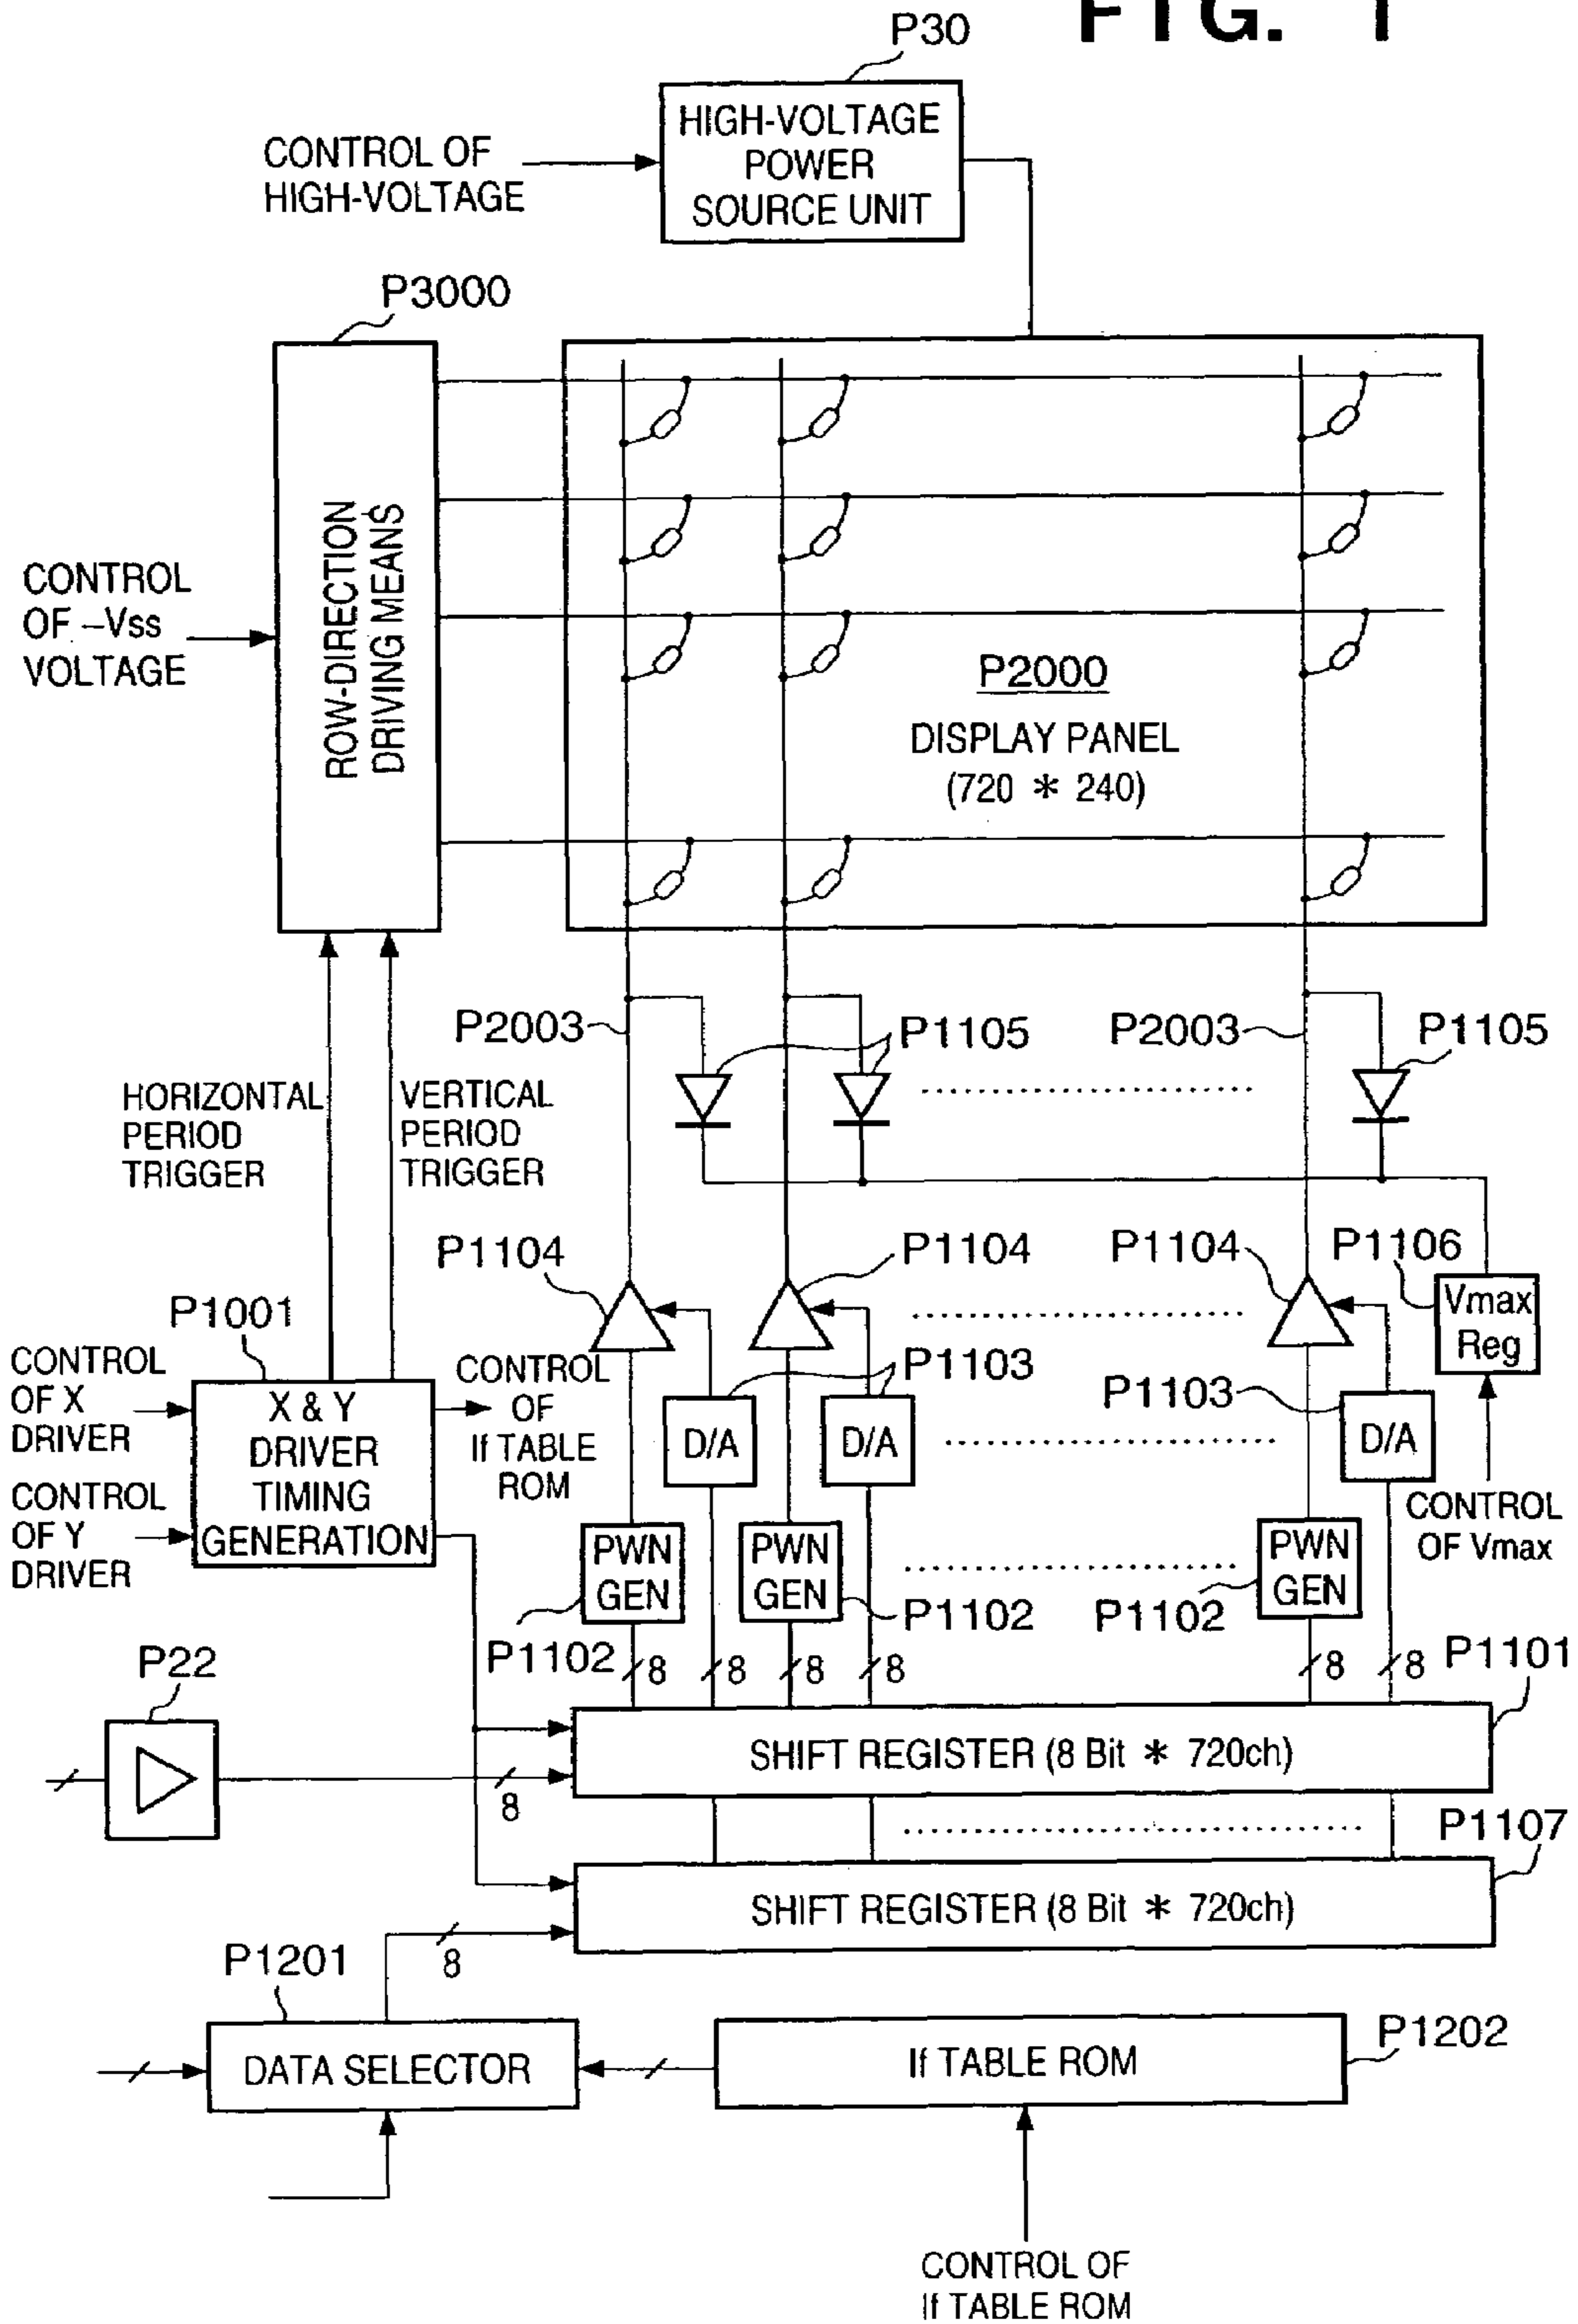 FIG. 1
P30
HIGH-VOLTAGE
POWER
SOURCE UNIT
CONTROL OF
HIGH-VOLTAGE
P3000
ROW-DIRECTION
DRIVING MEANS
CONTROL
OF -Vss
VOLTAGE
P2000
DISPLAY PANEL
(720 * 240)
P2003
P1105
P2003
P1105
HORIZONTAL
PERIOD
TRIGGER
VERTICAL
PERIOD
TRIGGER
P1104
P1104
P1104
P1106
Vmax
Reg
P1001
CONTROL
OF X
DRIVER
CONTROL
OF Y
DRIVER
X & Y
DRIVER
TIMING
GENERATION
CONTROL
OF
If TABLE
ROM
P1103
P1103
D/A
D/A
D/A
CONTROL
OF Vmax
PWN
GEN
PWN
GEN
PWN
GEN
P1102
P1102
P1102
8
8
8
8
8
8
P1101
P22
8
SHIFT REGISTER (8 Bit * 720ch)
P1107
SHIFT REGISTER (8 Bit * 720ch)
8
P1201
DATA SELECTOR
If TABLE ROM
P1202
CONTROL OF
If TABLE ROM